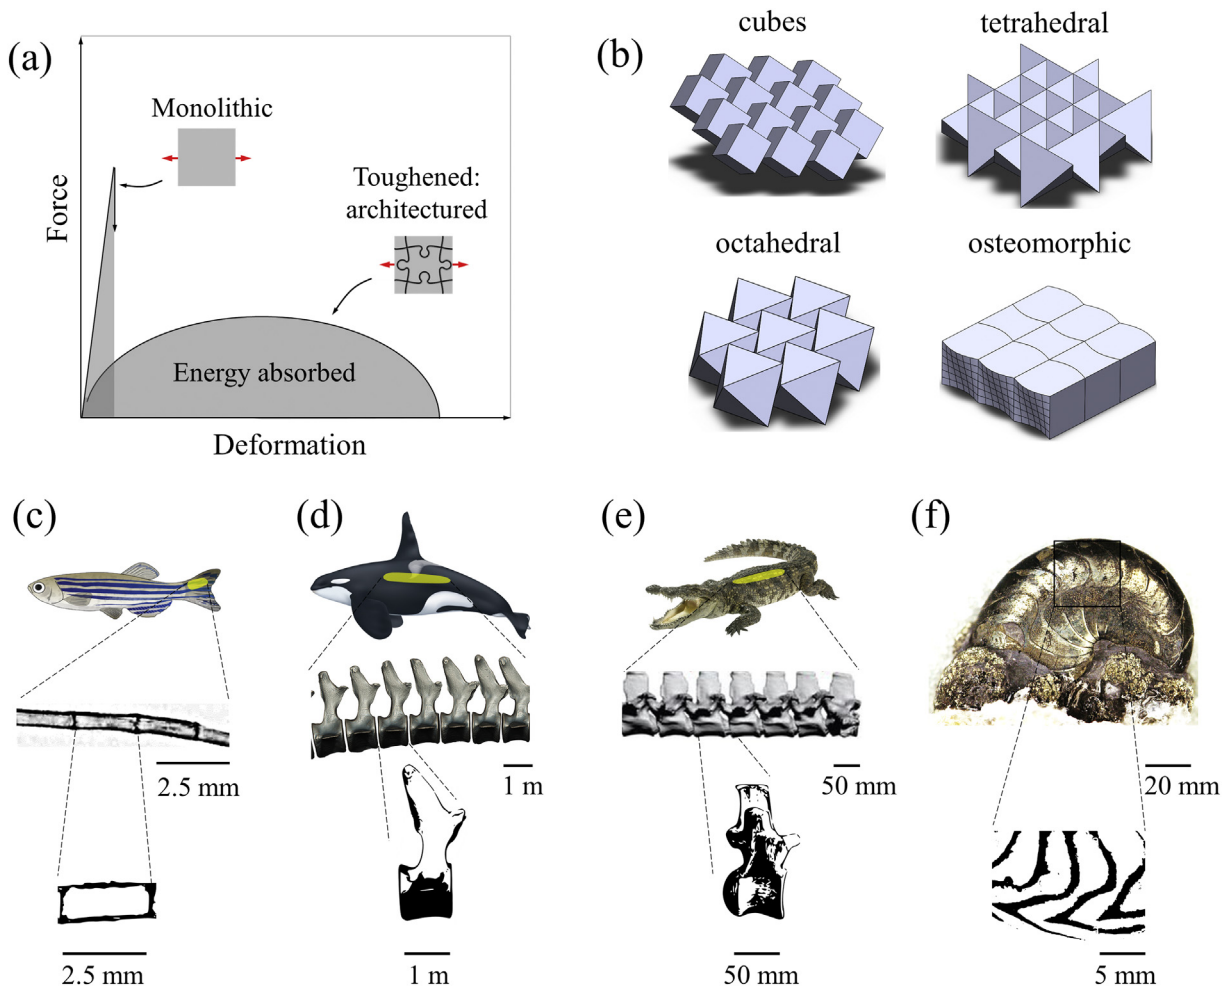 (a)
Force
Monolithic
Toughened:
architectured
Energy absorbed
Deformation
(b)
cubes
tetrahedral
octahedral
osteomorphic
(c)
2.5 mm
2.5 mm
(d)
1 m
1 m
(e)
50 mm
50 mm
(f)
20 mm
5 mm